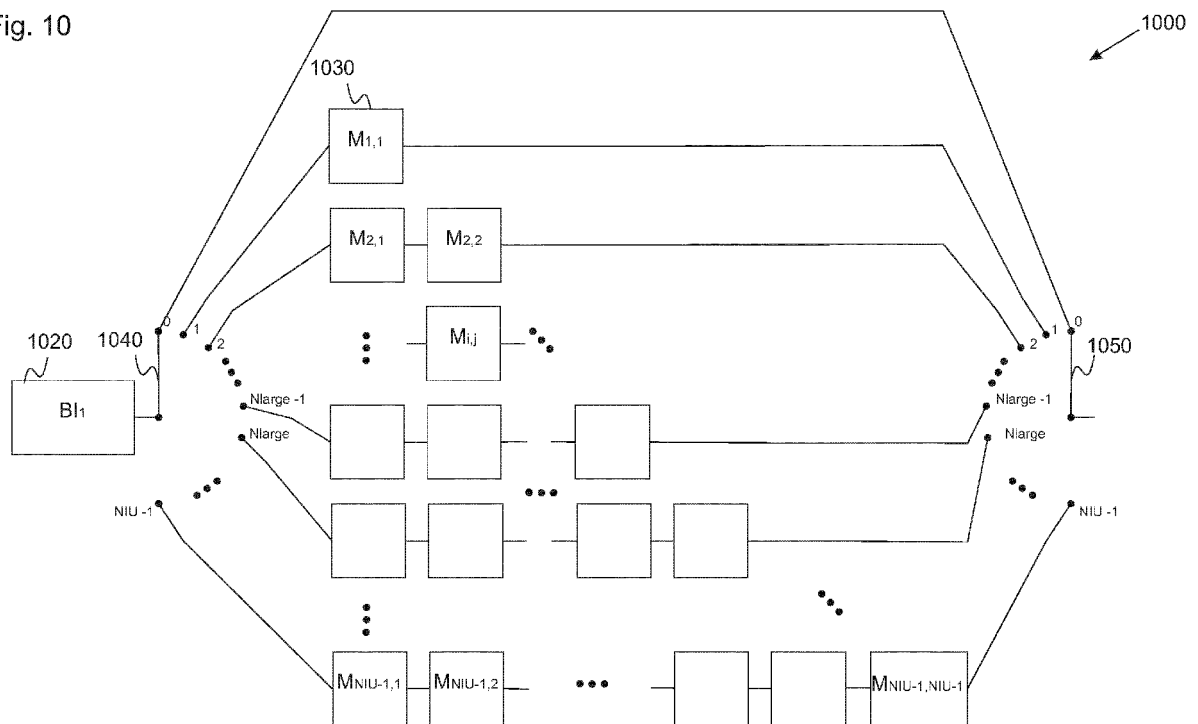 ig. 10
1000
1030
M1,1
M2,1
M2,2
Mi,j
0
1
2
0
1
2
1020
1040
1050
BI1
Nlarge -1
Nlarge
NIU -1
Nlarge -1
Nlarge
NIU -1
MNIU-1,1
MNIU-1,2
MNIU-1,NIU-1